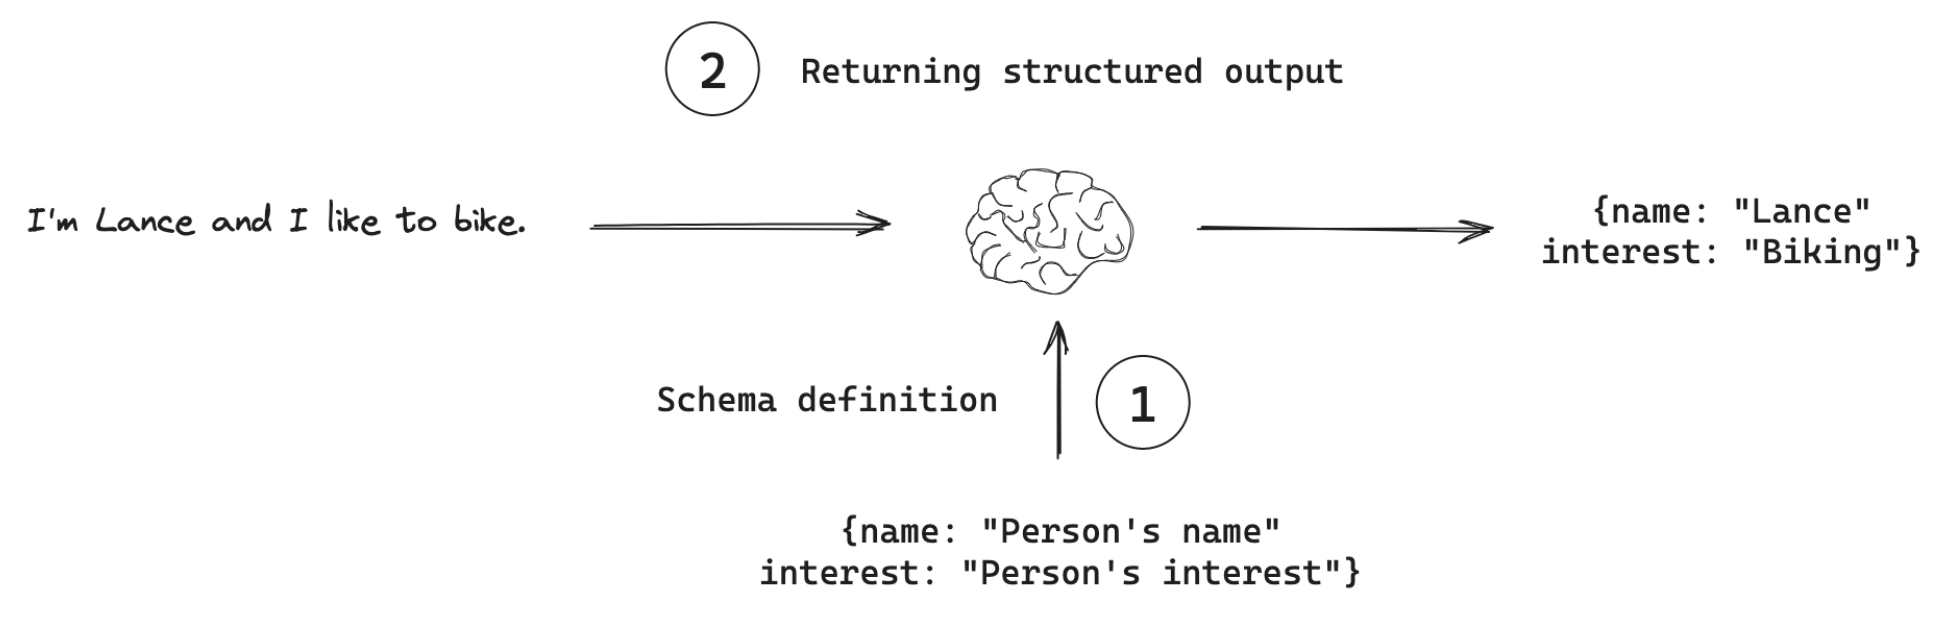 2
Returning structured output
I'm Lance and I like to bike.
{name: "Lance"
interest: "Biking"}
Schema definition
1
{name: "Person's name"
interest: "Person's interest"}